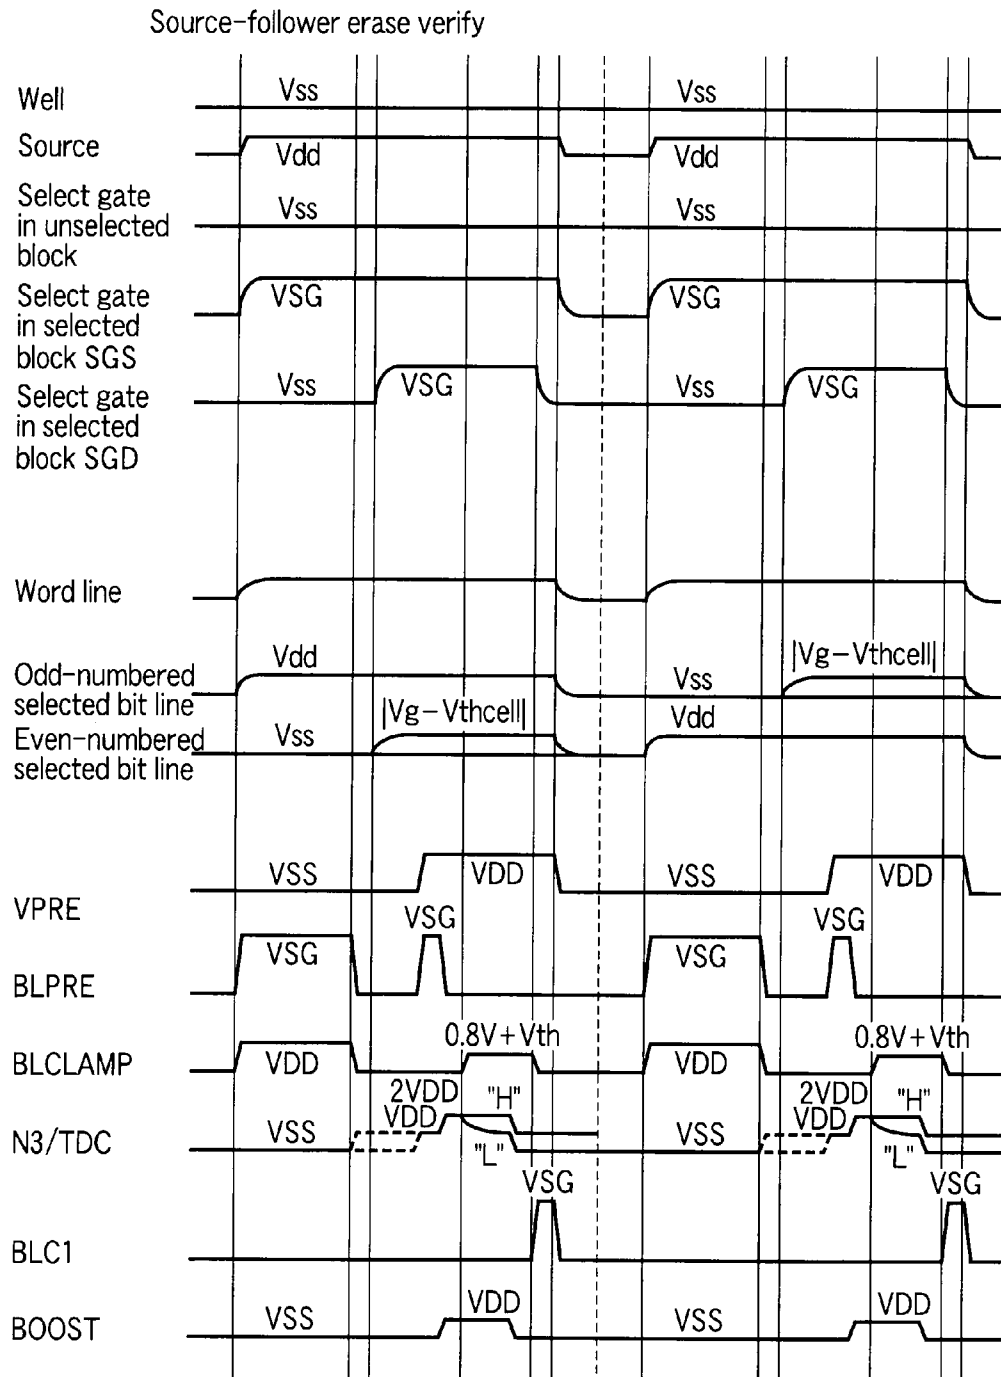 Source-follower erase verify
Well
Vss
Vss
Source
Vdd
Vdd
Select gate
in unselected
block
Vss
Vss
Select gate
in selected
block SGS
VSG
VSG
Select gate
in selected
block SGD
Vss
VSG
Vss
VSG
Word line
Odd-numbered
selected bit line
Vdd
Vss
|Vg-Vthcell|
Even-numbered
selected bit line
Vss
|Vg-Vthcell|
Vdd
VPRE
VSS
VDD
VSS
VDD
BLPRE
VSG
VSG
VSG
VSG
BLCLAMP
VDD
0.8V+Vth
VDD
0.8V+Vth
N3/TDC
VSS
VDD
2VDD
"H"
"L"
VSS
VDD
2VDD
"H"
"L"
BLC1
VSG
VSG
BOOST
VSS
VDD
VSS
VDD